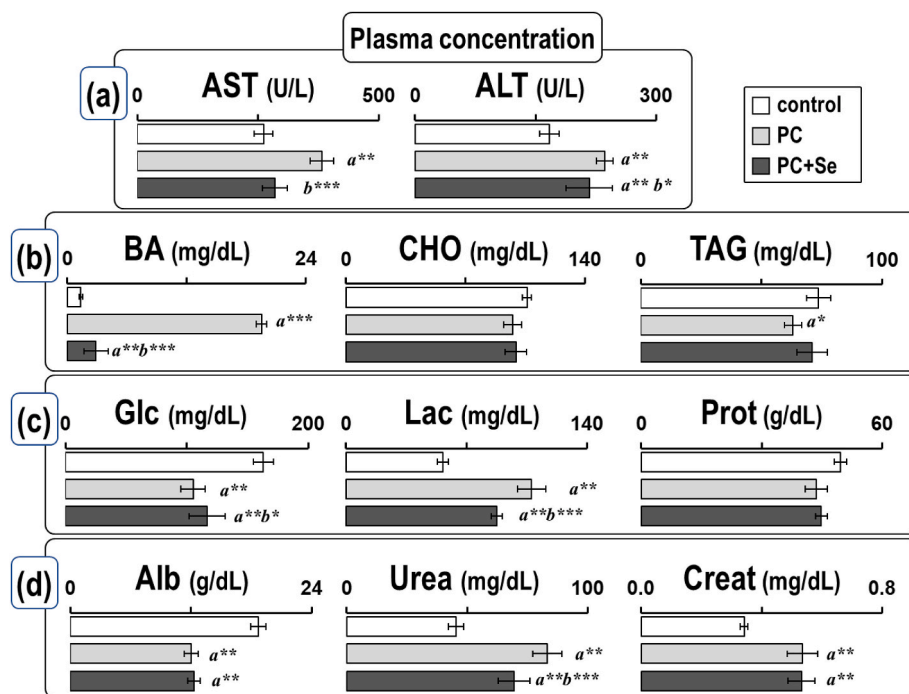 Plasma concentration
(a)
AST (U/L)
ALT (U/L)
0 500
0 300
control
PC
PC+Se
a**
b***
a**
a** b*
(b)
BA (mg/dL)
CHO (mg/dL)
TAG (mg/dL)
0 24
0 140
0 100
a***
a**b***
a*
(c)
Glc (mg/dL)
Lac (mg/dL)
Prot (g/dL)
0 200
0 140
0 60
a**
a**b*
a**
a**b***
(d)
Alb (g/dL)
Urea (mg/dL)
Creat (mg/dL)
0 24
0 100
0.0 0.8
a**
a**
a**
a**b***
a**
a**